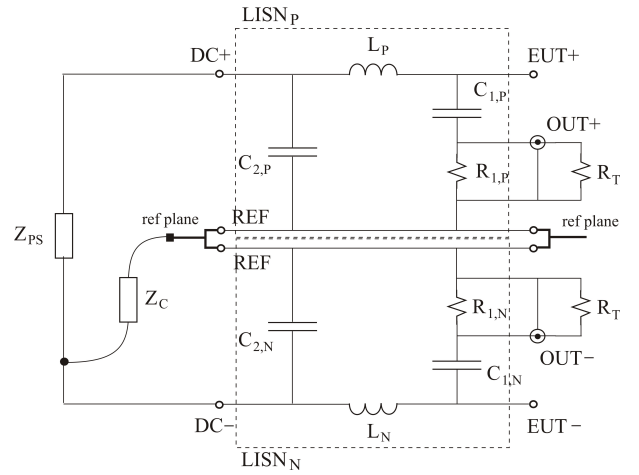 LISN_P
DC+
L_P
EUT+
C_1,P
OUT+
C_2,P
R_1,P
R_T
Z_PS
ref plane
REF
ref plane
REF
Z_C
R_1,N
R_T
C_2,N
OUT−
C_1,N
DC−
L_N
EUT−
LISN_N